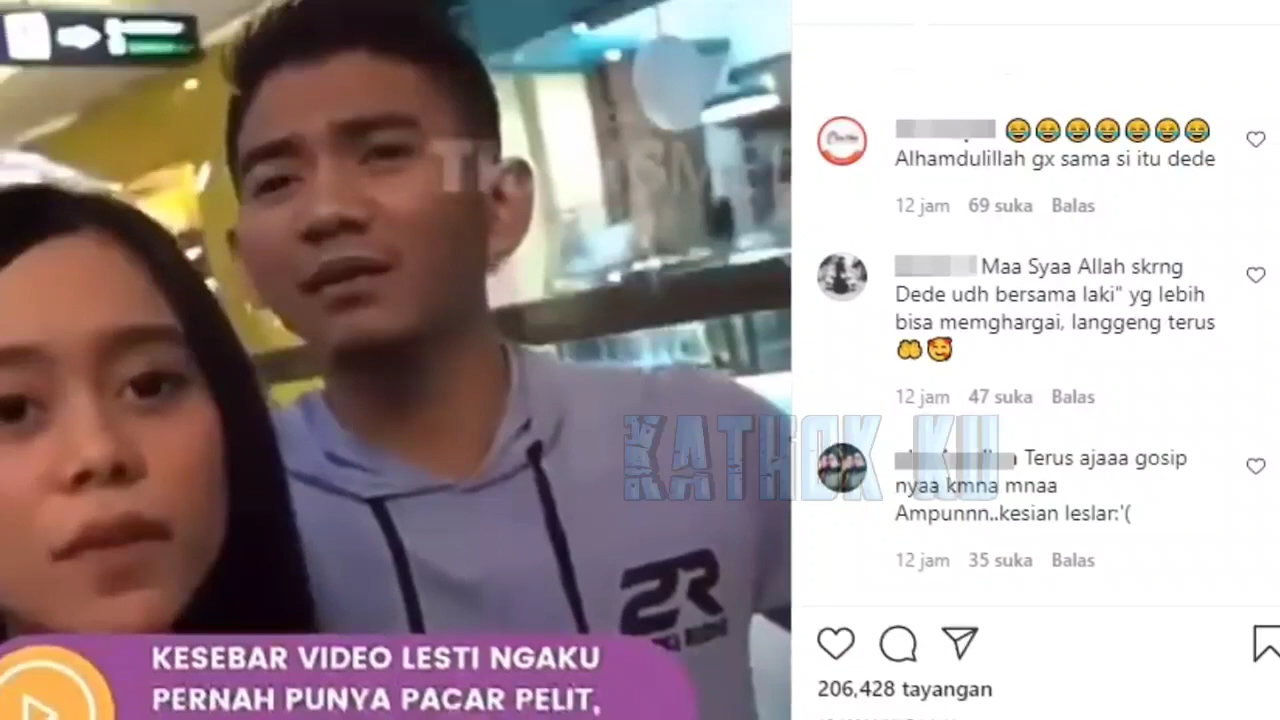 😂😂😂😂😂😂😂
Alhamdulillah gx sama si itu dede
12 jam 69 suka Balas
Maa Syaa Allah skrng
Dede udh bersama laki" yg lebih
bisa memghargai, langgeng terus
🤲🥰
12 jam 47 suka Balas
Terus ajaaa gosip
nyaa kmna mnaa
Ampunnn..kesian leslar:'(
12 jam 35 suka Balas
206,428 tayangan
KATHOK KU
2R
KESEBAR VIDEO LESTI NGAKU
PERNAH PUNYA PACAR PELIT,